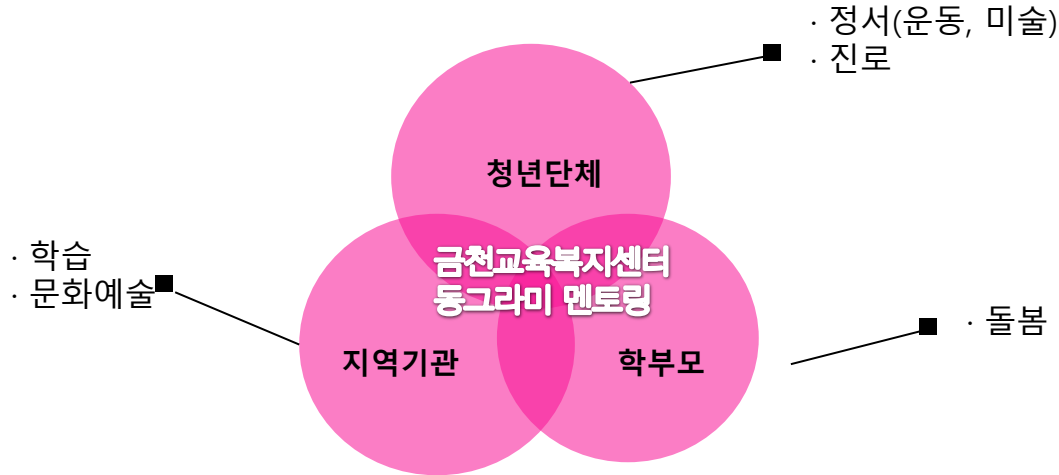 · 정서(운동, 미술)
· 진로
청년단체
· 학습
· 문화예술
금천교육복지센터
동그라미 멘토링
· 돌봄
지역기관
학부모